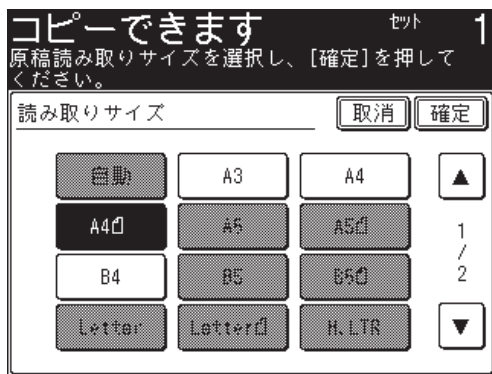 コピーできます ｾｯﾄ 1
原稿読み取りサイズを選択し、［確定］を押して
ください。
読み取りサイズ 取消 確定
自動 A3 A4 ▲
A4 A5 A5 1
/
B4 B5 B5 2
Letter Letter H.LTR ▼